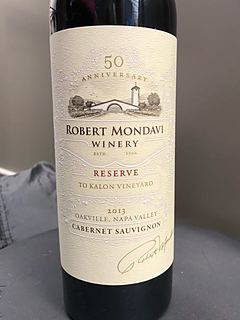 50
ANNIVERSARY
ROBERT MONDAVI
WINERY
ESTD. 1966
RESERVE
TO KALON VINEYARD
2013
OAKVILLE, NAPA VALLEY
CABERNET SAUVIGNON